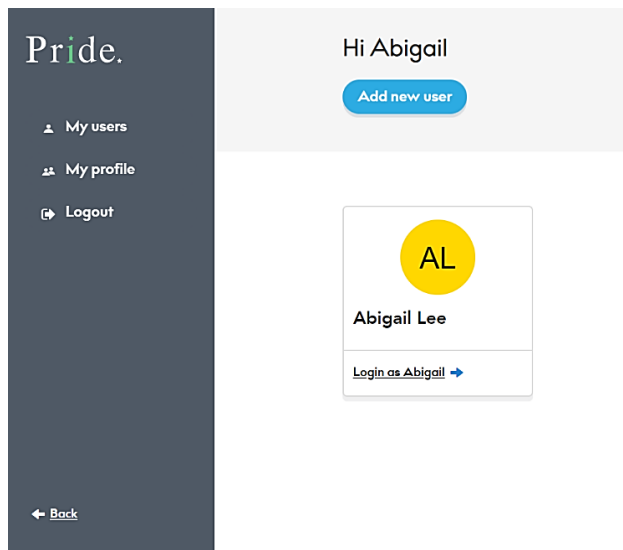 Pride.
My users
My profile
Logout
Back
Hi Abigail
Add new user
AL
Abigail Lee
Login as Abigail